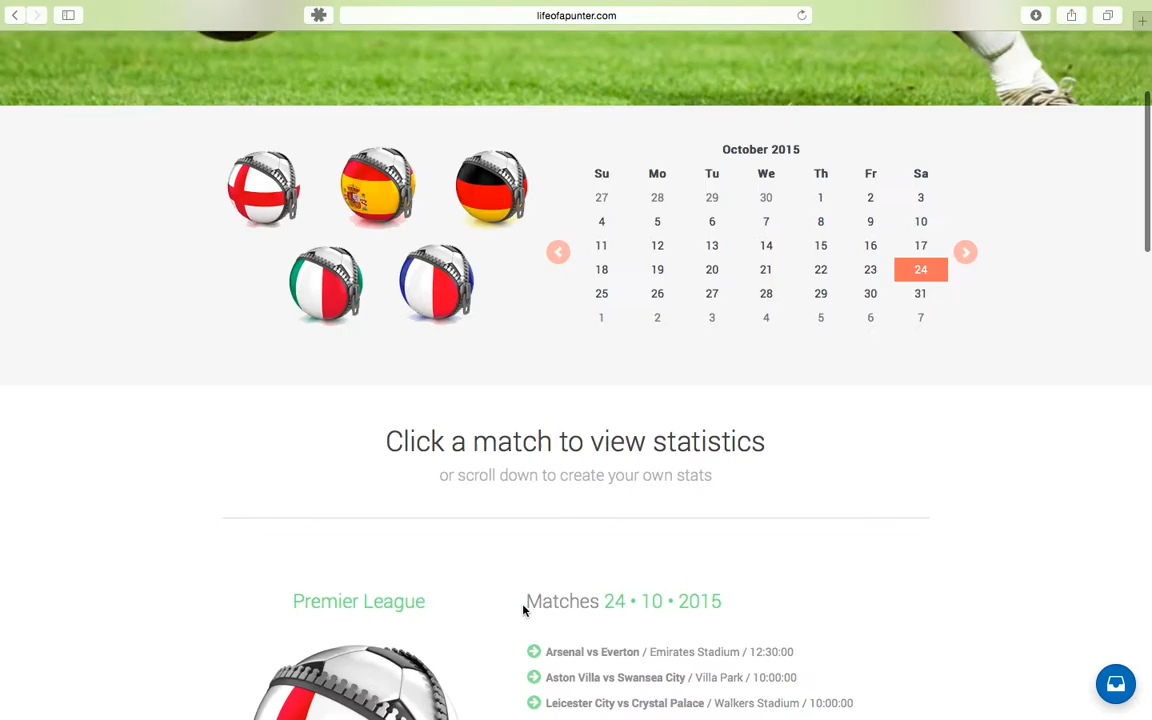 lifeofapunter.com
October 2015
Su Mo Tu We Th Fr Sa
27 28 29 30 1 2 3
4 5 6 7 8 9 10
11 12 13 14 15 16 17
18 19 20 21 22 23 24
25 26 27 28 29 30 31
1 2 3 4 5 6 7
Click a match to view statistics
or scroll down to create your own stats
Premier League
Matches 24 • 10 • 2015
Arsenal vs Everton / Emirates Stadium / 12:30:00
Aston Villa vs Swansea City / Villa Park / 10:00:00
Leicester City vs Crystal Palace / Walkers Stadium / 10:00:00